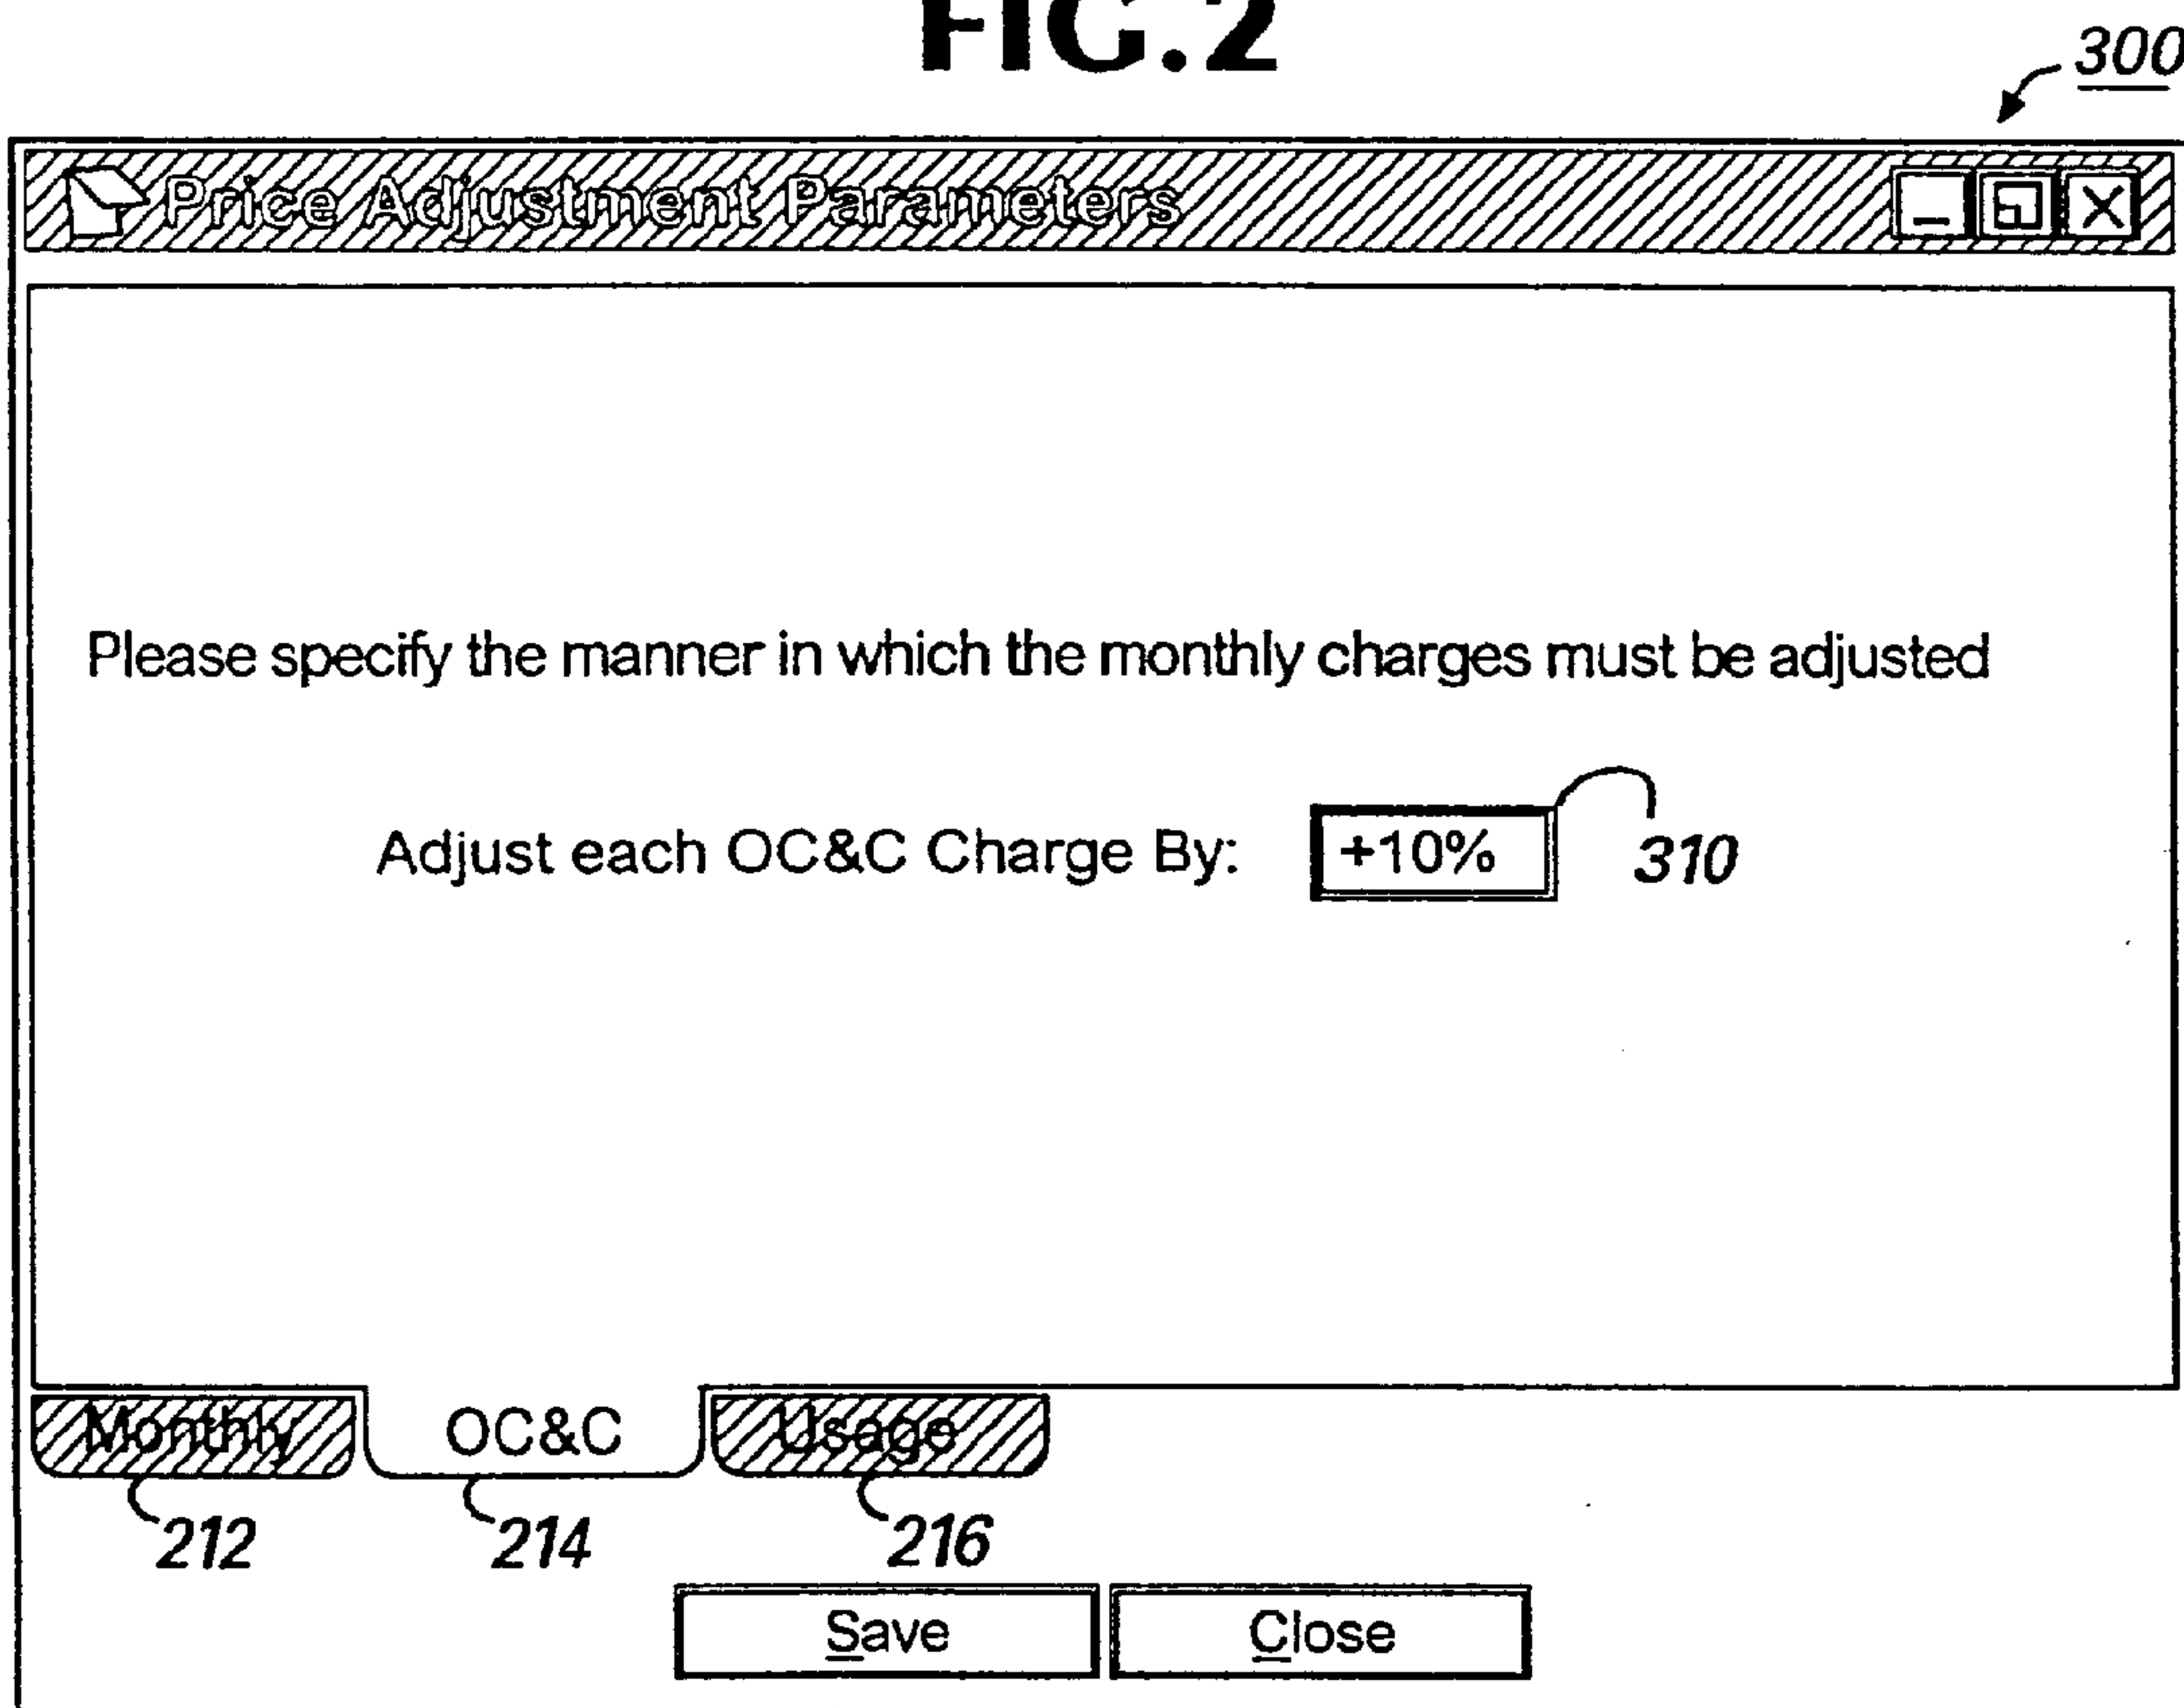 FIG.2
300
Price Adjustment Parameters
Please specify the manner in which the monthly charges must be adjusted
Adjust each OC&C Charge By: +10% 310
Monthly OC&C Usage
212 214 216
Save Close